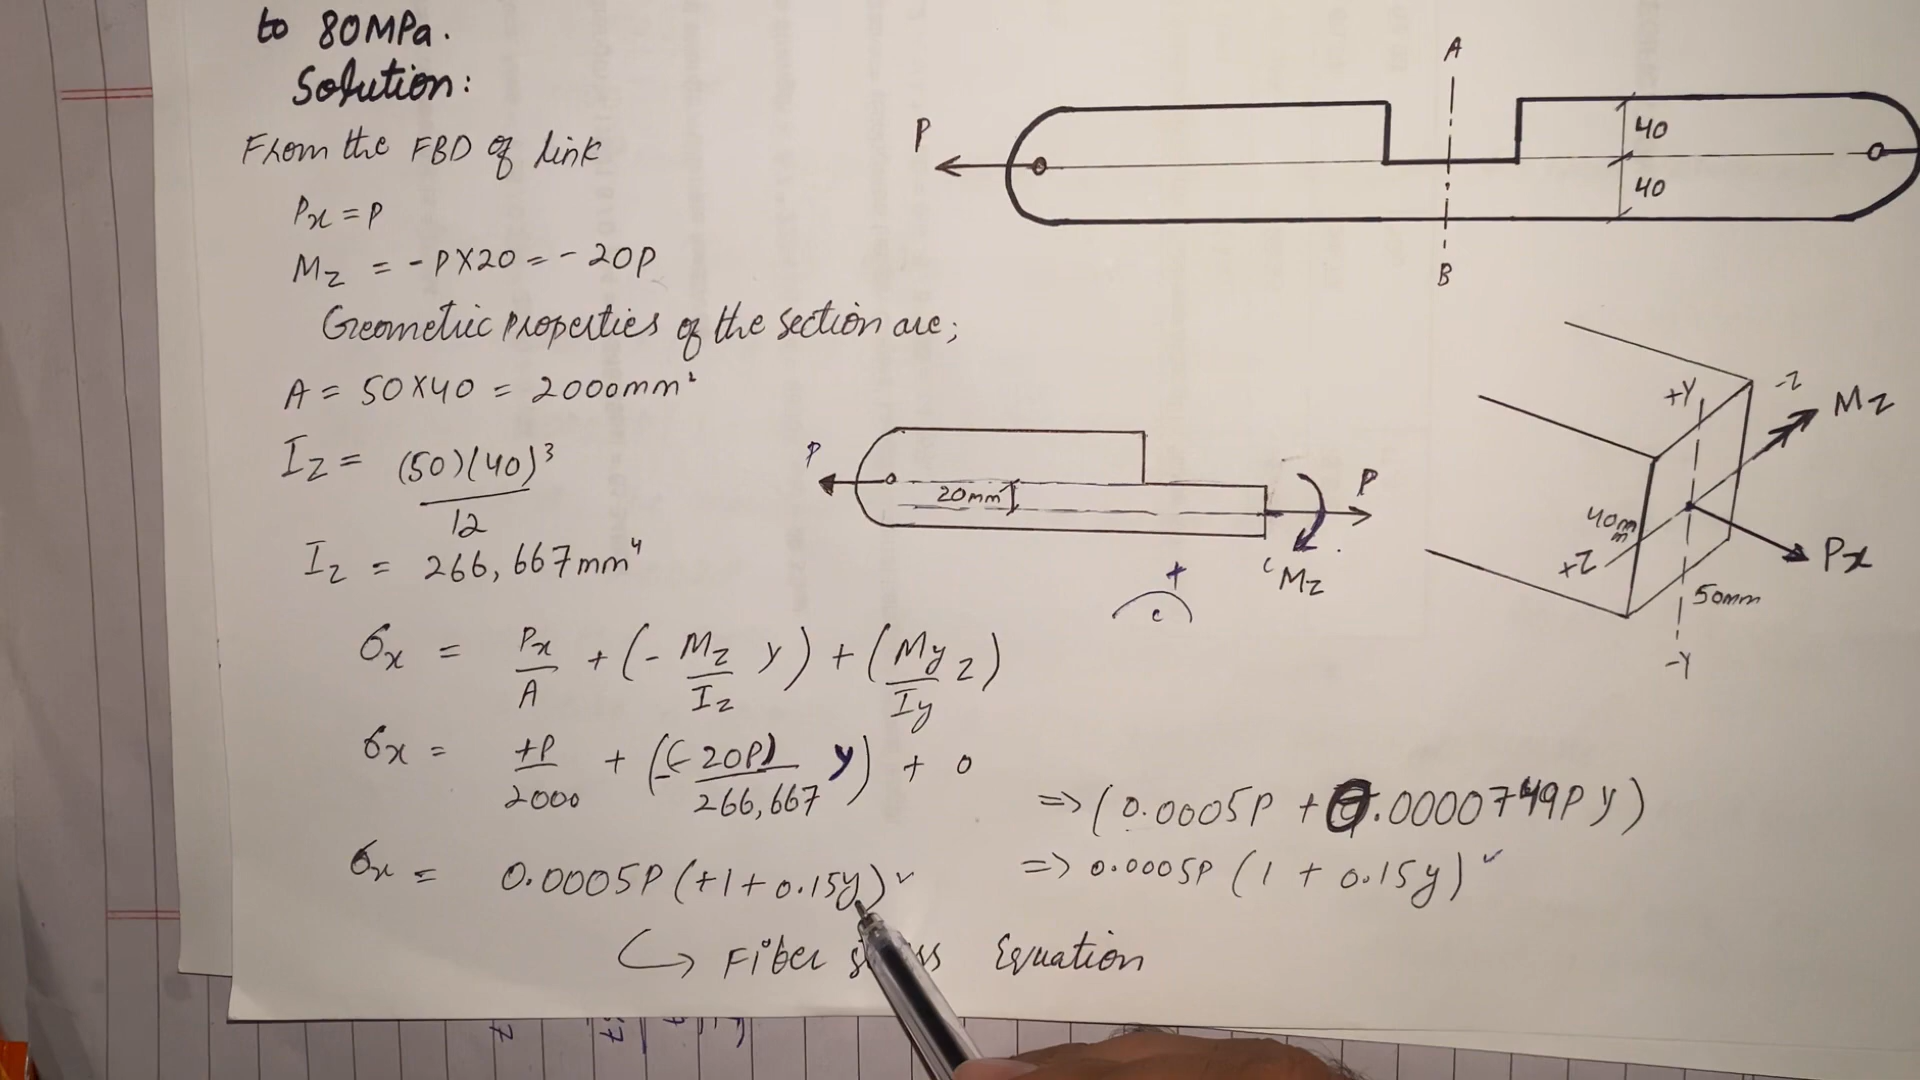 to 80MPa.
Solution:
From the FBD of link
Px = P
Mz = -P×20 = -20P
Geometric properties of the section are;
A = 50×40 = 2000mm²
Iz = (50)(40)³
12
Iz = 266,667mm⁴
σx = Px/A + (- Mz/Iz y) + (My/Iy z)
σx = +P/2000 + (-(-20P)/266,667 y) + 0
σx = 0.0005P (+1+0.15y) ✓
↳ Fiber Equation
=> (0.0005P + 0.0000749P y)
=> 0.0005P (1 + 0.15y) ✓
A
P
40
40
B
P
20mm
P
Mz
+
c
+Y
-Z
Mz
40mm
+Z
Px
50mm
-Y